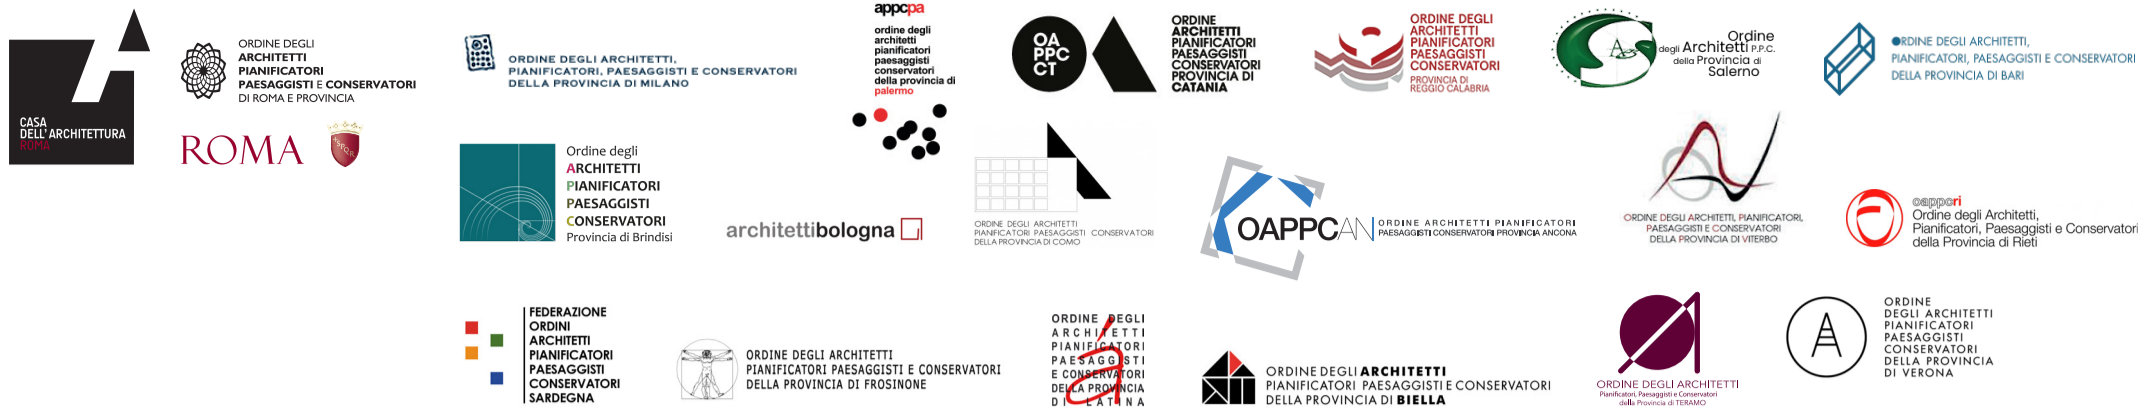 CASA
DELL'ARCHITETTURA
ROMA
ORDINE DEGLI
ARCHITETTI
PIANIFICATORI
PAESAGGISTI E CONSERVATORI
DI ROMA E PROVINCIA
ROMA
SPQR
ORDINE DEGLI ARCHITETTI,
PIANIFICATORI, PAESAGGISTI E CONSERVATORI
DELLA PROVINCIA DI MILANO
appcpa
ordine degli
architetti
pianificatori
paesaggisti
conservatori
della provincia di
palermo
OA
PPC
CT
ORDINE
ARCHITETTI
PIANIFICATORI
PAESAGGISTI
CONSERVATORI
PROVINCIA DI
CATANIA
ORDINE DEGLI
ARCHITETTI
PIANIFICATORI
PAESAGGISTI
CONSERVATORI
PROVINCIA DI
REGGIO CALABRIA
Ordine
degli Architetti P.P.C.
della Provincia di
Salerno
ORDINE DEGLI ARCHITETTI,
PIANIFICATORI, PAESAGGISTI E CONSERVATORI
DELLA PROVINCIA DI BARI
Ordine degli
ARCHITETTI
PIANIFICATORI
PAESAGGISTI
CONSERVATORI
Provincia di Brindisi
architettibologna
ORDINE DEGLI ARCHITETTI
PIANIFICATORI PAESAGGISTI CONSERVATORI
DELLA PROVINCIA DI COMO
OAPPCAN
ORDINE ARCHITETTI PIANIFICATORI
PAESAGGISTI CONSERVATORI PROVINCIA ANCONA
ORDINE DEGLI ARCHITETTI, PIANIFICATORI,
PAESAGGISTI E CONSERVATORI
DELLA PROVINCIA DI VITERBO
oappcri
Ordine degli Architetti,
Pianificatori, Paesaggisti e Conservatori
della Provincia di Rieti
FEDERAZIONE
ORDINI
ARCHITETTI
PIANIFICATORI
PAESAGGISTI
CONSERVATORI
SARDEGNA
ORDINE DEGLI ARCHITETTI
PIANIFICATORI PAESAGGISTI E CONSERVATORI
DELLA PROVINCIA DI FROSINONE
ORDINE DEGLI
ARCHITETTI
PIANIFICATORI
PAESAGGISTI
E CONSERVATORI
DELLA PROVINCIA
DI LATINA
ORDINE DEGLI ARCHITETTI
PIANIFICATORI PAESAGGISTI E CONSERVATORI
DELLA PROVINCIA DI BIELLA
ORDINE DEGLI ARCHITETTI
Pianificatori, Paesaggisti e Conservatori
della Provincia di TERAMO
ORDINE
DEGLI ARCHITETTI
PIANIFICATORI
PAESAGGISTI
CONSERVATORI
DELLA PROVINCIA
DI VERONA